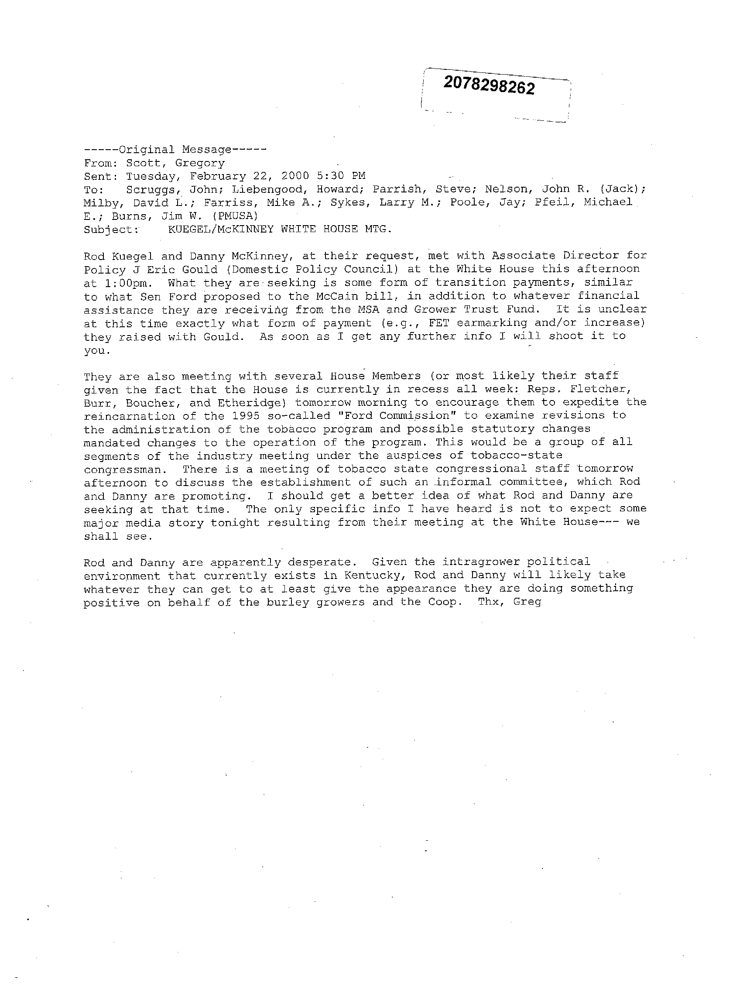 2078298262
-----Original Message-----
From: Scott, Gregory
Sent: Tuesday, February 22, 2000 5:30 PM
To: Scruggs, John; Liebengood, Howard; Parrish, Steve; Nelson, John R. (Jack);
Milby, David L.; Farriss, Mike A.; Sykes, Larry M.; Poole, Jay; Pfeil, Michael
E.; Burns, Jim W. (PMUSA)
Subject: KUEGEL/McKINNEY WHITE HOUSE MTG.
Rod Kuegel and Danny McKinney, at their request, met with Associate Director for
Policy J Eric Gould (Domestic Policy Council) at the White House this afternoon
at 1:00pm. What they are seeking is some form of transition payments, similar
to what Sen Ford proposed to the McCain bill, in addition to whatever financial
assistance they are receiving from the MSA and Grower Trust Fund. It is unclear
at this time exactly what form of payment (e.g., FET earmarking and/or increase)
they raised with Gould. As soon as I get any further info I will shoot it to
you.
They are also meeting with several House Members (or most likely their staff
given the fact that the House is currently in recess all week: Reps. Fletcher,
Burr, Boucher, and Etheridge) tomorrow morning to encourage them to expedite the
reincarnation of the 1995 so-called "Ford Commission" to examine revisions to
the administration of the tobacco program and possible statutory changes
mandated changes to the operation of the program. This would be a group of all
segments of the industry meeting under the auspices of tobacco-state
congressman. There is a meeting of tobacco state congressional staff tomorrow
afternoon to discuss the establishment of such an informal committee, which Rod
and Danny are promoting. I should get a better idea of what Rod and Danny are
seeking at that time. The only specific info I have heard is not to expect some
major media story tonight resulting from their meeting at the White House--- we
shall see.
Rod and Danny are apparently desperate. Given the intragrower political
environment that currently exists in Kentucky, Rod and Danny will likely take
whatever they can get to at least give the appearance they are doing something
positive on behalf of the burley growers and the Coop. Thx, Greg